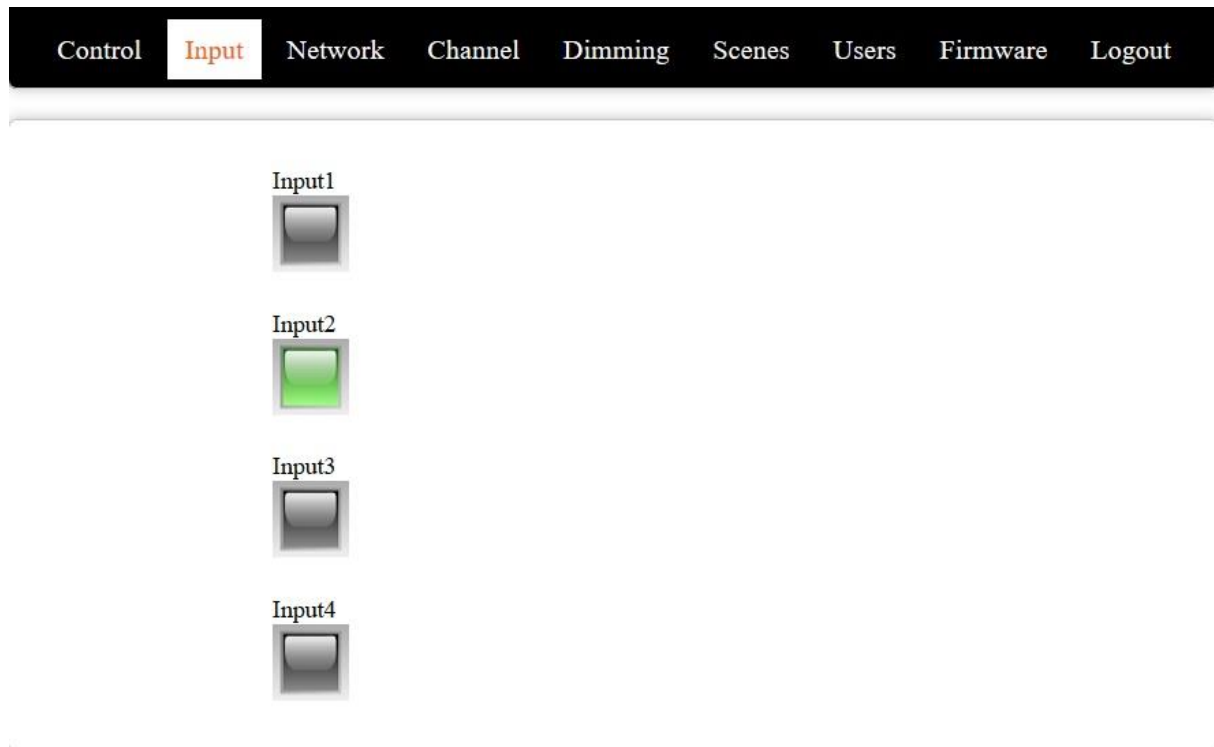 Control Input Network Channel Dimming Scenes Users Firmware Logout
Input1
Input2
Input3
Input4